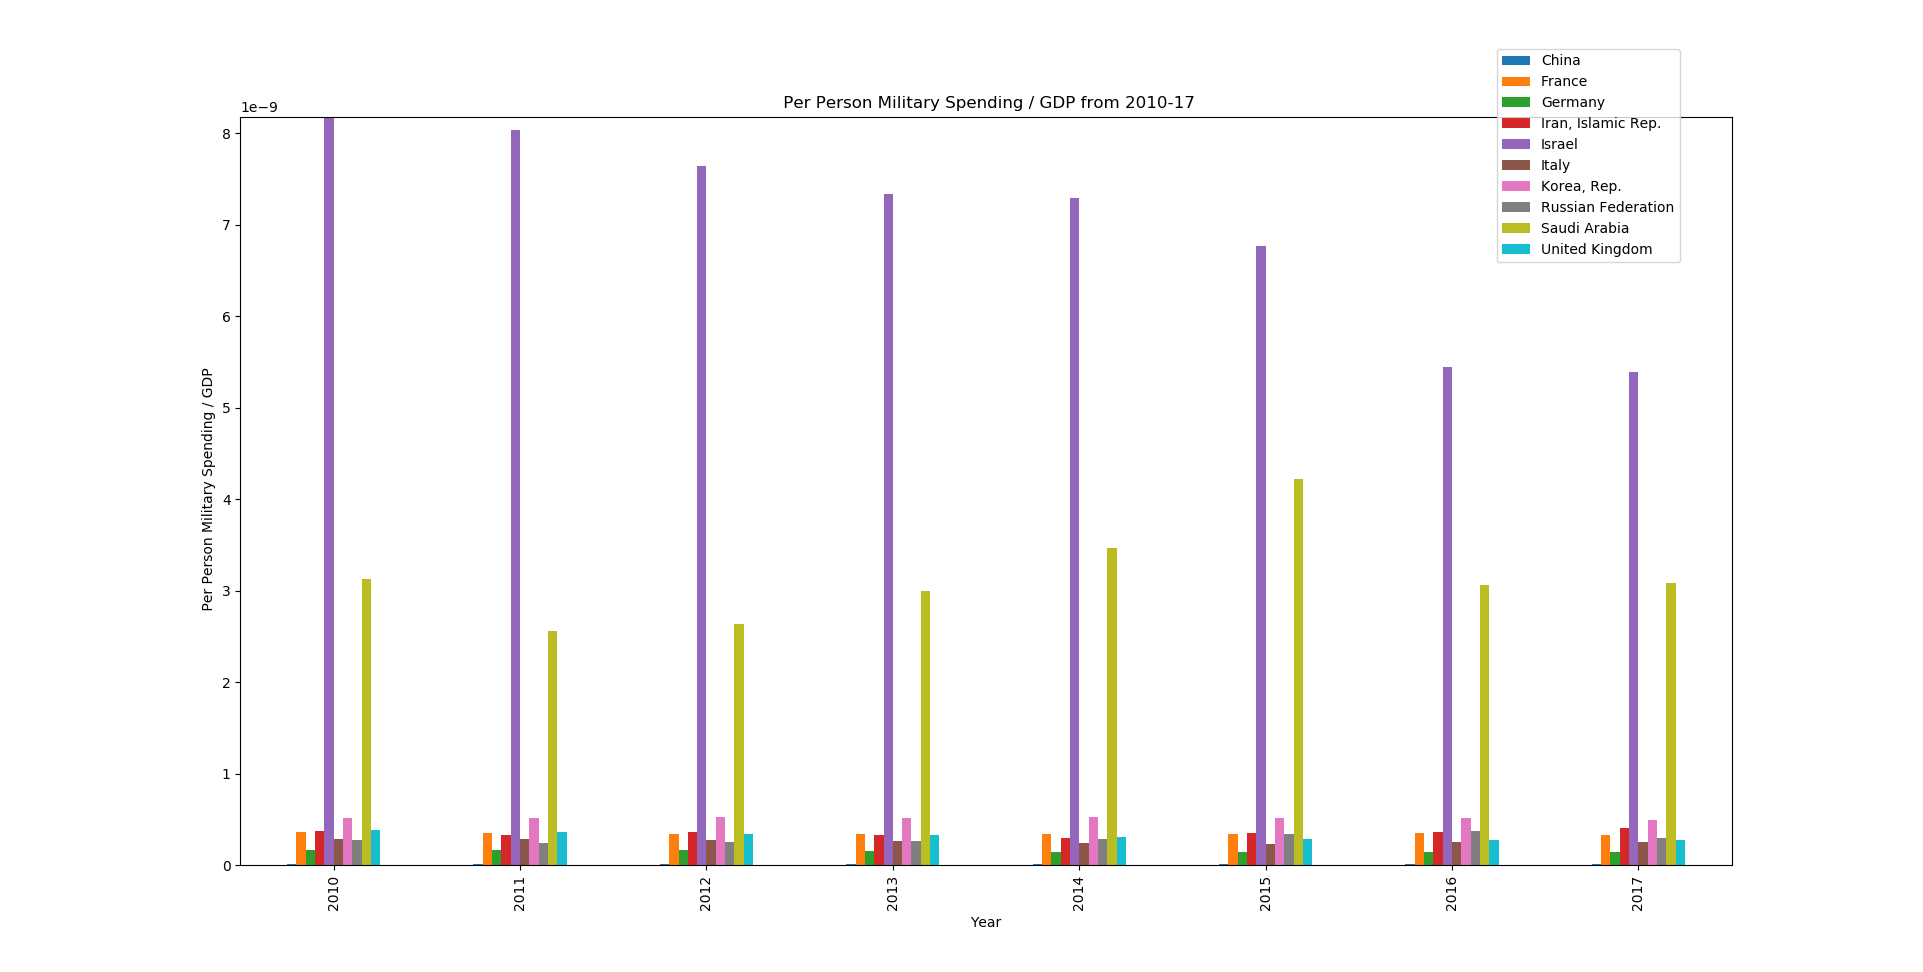 China
France
Germany
Per Person Military Spending / GDP from 2010-17
1e−9
Iran, Islamic Rep.
Israel
Italy
Korea, Rep.
Russian Federation
Saudi Arabia
United Kingdom
8
7
6
5
4
3
2
1
0
Per Person Military Spending / GDP
2010
2011
2012
2013
2014
2015
2016
2017
Year